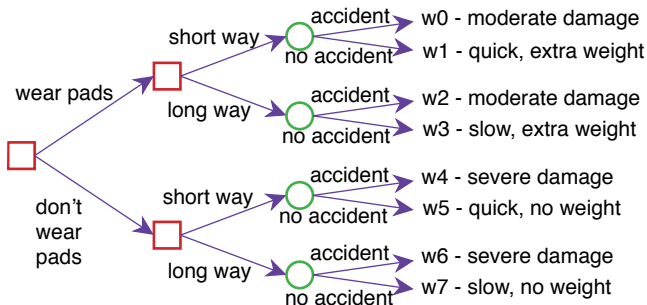 accident
w0 - moderate damage
short way
no accident
w1 - quick, extra weight
wear pads
accident
w2 - moderate damage
long way
no accident
w3 - slow, extra weight
don't
wear
pads
accident
w4 - severe damage
short way
no accident
w5 - quick, no weight
accident
w6 - severe damage
long way
no accident
w7 - slow, no weight